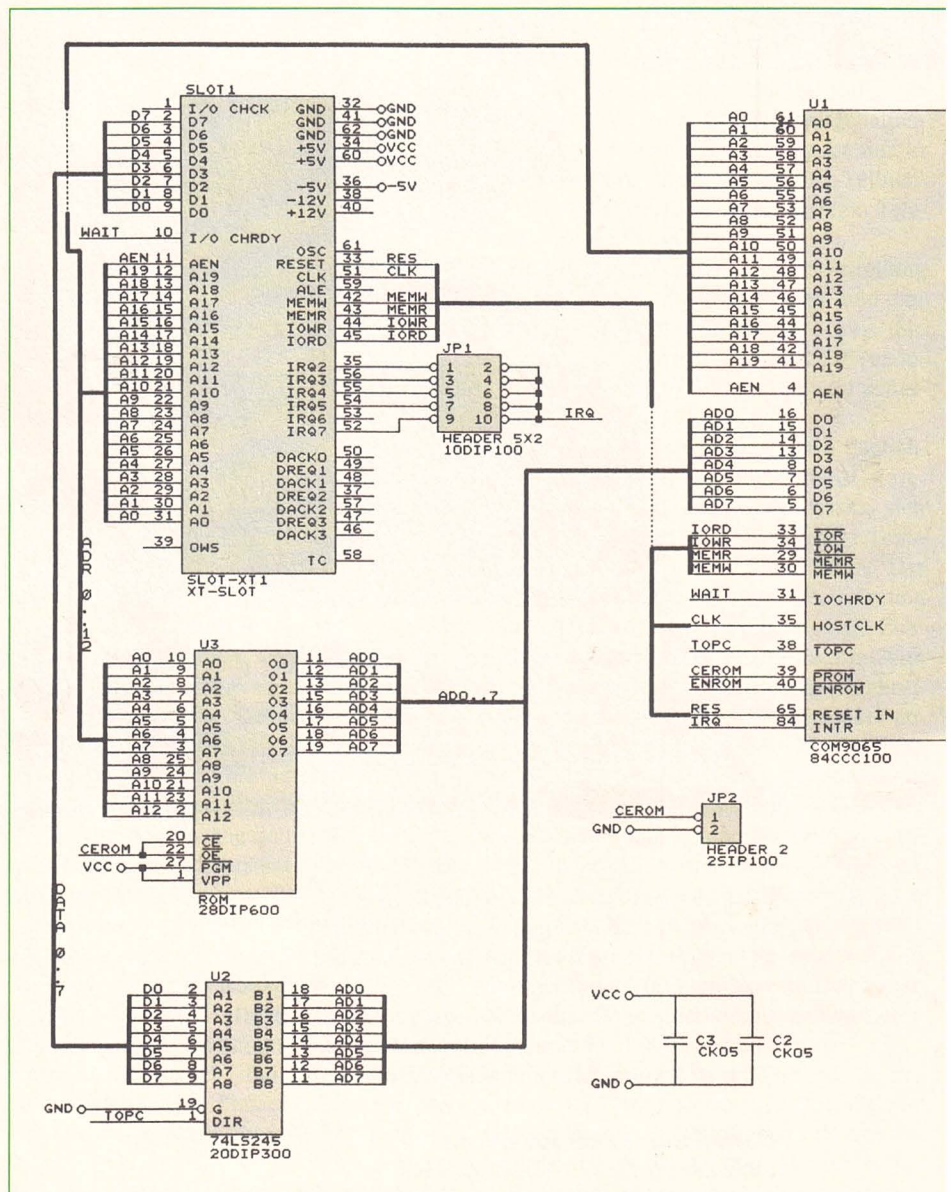 SLOT1
1 I/O CHCK GND 32 GND
D7 2 D7 GND 41 GND
D6 3 D6 GND 62 GND
D5 4 D5 +5V 34 VCC
D4 5 D4 +5V 60 VCC
D3 6 D3
D2 7 D2 -5V 36 -5V
D1 8 D1 -12V 38
D0 9 D0 +12V 40
WAIT 10 I/O CHRDY
OSC 61
AEN 11 AEN RESET 33 RES
A19 12 A19 CLK 51 CLK
A18 13 A18 ALE 59
A17 14 A17 MEMW 42 MEMW
A16 15 A16 MEMR 43 MEMR
A15 16 A15 IOWR 44 IOWR
A14 17 A14 IORD 45 IORD
A13 18 A13
A12 19 A12 IRQ2 35
A11 20 A11 IRQ3 56
A10 21 A10 IRQ4 55
A9 22 A9 IRQ5 54
A8 23 A8 IRQ6 53
A7 24 A7 IRQ7 52
A6 25 A6
A5 26 A5 DACK0 50
A4 27 A4 DREQ1 49
A3 28 A3 DACK1 48
A2 29 A2 DREQ2 37
A1 30 A1 DACK2 57
A0 31 A0 DREQ3 47
DACK3 46
39 OWS
TC 58
SLOT-XT1
XT-SLOT
JP1
1 2
3 4
5 6
7 8
9 10 IRQ
HEADER 5X2
10DIP100
ADR 0..12
U3
A0 10 A0 O0 11 AD0
A1 9 A1 O1 12 AD1
A2 8 A2 O2 13 AD2
A3 7 A3 O3 15 AD3
A4 6 A4 O4 16 AD4
A5 5 A5 O5 17 AD5
A6 4 A6 O6 18 AD6
A7 3 A7 O7 19 AD7
A8 25 A8
A9 24 A9
A10 21 A10
A11 23 A11
A12 2 A12
20 CE
CEROM 22 OE
VCC 27 PGM
1 VPP
ROM
28DIP600
AD0..7
DATA 0..7
U2
D0 2 A1 B1 18 AD0
D1 3 A2 B2 17 AD1
D2 4 A3 B3 16 AD2
D3 5 A4 B4 15 AD3
D4 6 A5 B5 14 AD4
D5 7 A6 B6 13 AD5
D6 8 A7 B7 12 AD6
D7 9 A8 B8 11 AD7
GND 19 G
TOPC 1 DIR
74LS245
20DIP300
U1
A0 61 A0
A1 60 A1
A2 59 A2
A3 58 A3
A4 57 A4
A5 56 A5
A6 55 A6
A7 53 A7
A8 52 A8
A9 51 A9
A10 50 A10
A11 49 A11
A12 48 A12
A13 47 A13
A14 46 A14
A15 45 A15
A16 44 A16
A17 43 A17
A18 42 A18
A19 41 A19
AEN 4 AEN
AD0 16 D0
AD1 15 D1
AD2 14 D2
AD3 13 D3
AD4 8 D4
AD5 7 D5
AD6 6 D6
AD7 5 D7
IORD 33 IOR
IOWR 34 IOW
MEMR 29 MEMR
MEMW 30 MEMW
WAIT 31 IOCHRDY
CLK 35 HOSTCLK
TOPC 38 TOPC
CEROM 39 PROM
ENROM 40 ENROM
RES 65 RESET IN
IRQ 84 INTR
COM9065
84CCC100
JP2
CEROM 1
GND 2
HEADER 2
2SIP100
VCC
C3 C2
CK05 CK05
GND